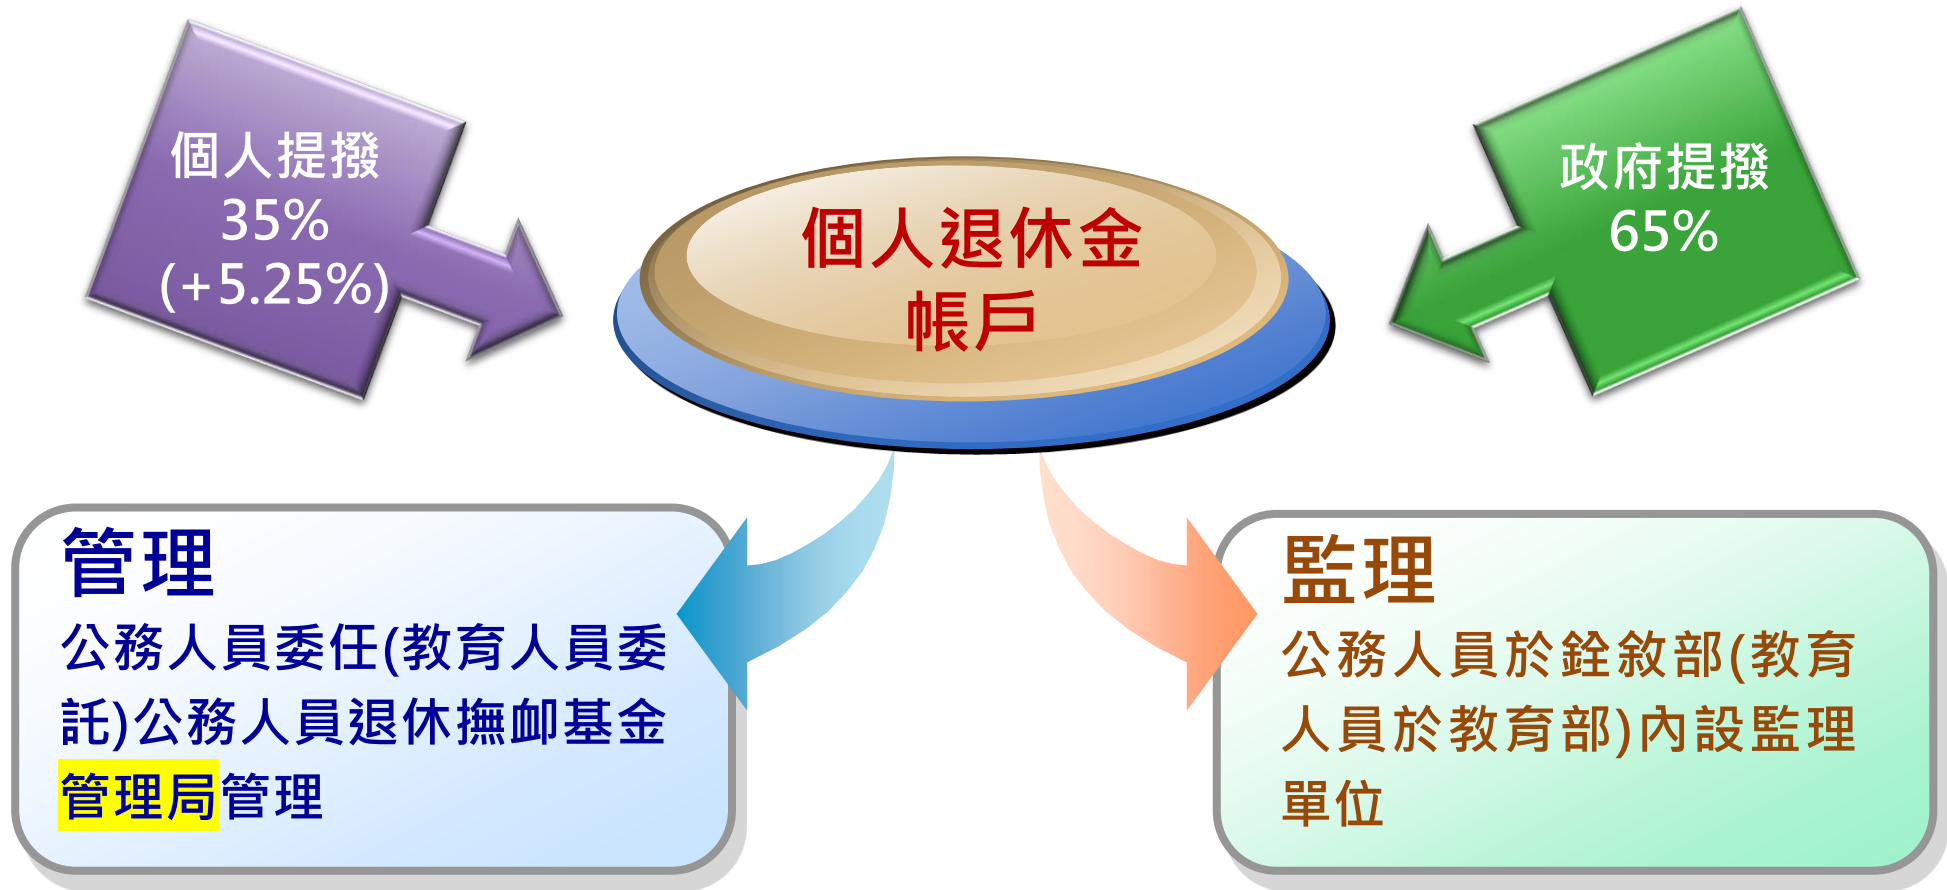 個人提撥
35%
(+5.25%)
政府提撥
65%
個人退休金
帳戶
管理
公務人員委任(教育人員委
託)公務人員退休撫卹基金
管理局管理
監理
公務人員於銓敘部(教育
人員於教育部)內設監理
單位